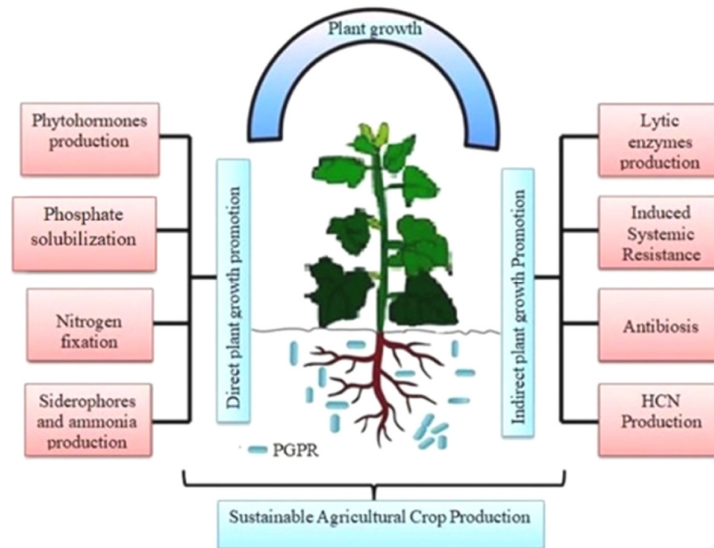 Plant growth
Phytohormones
production
Phosphate
solubilization
Nitrogen
fixation
Siderophores
and ammonia
production
Direct plant growth promotion
Indirect plant growth Promotion
Lytic
enzymes
production
Induced
Systemic
Resistance
Antibiosis
HCN
Production
PGPR
Sustainable Agricultural Crop Production